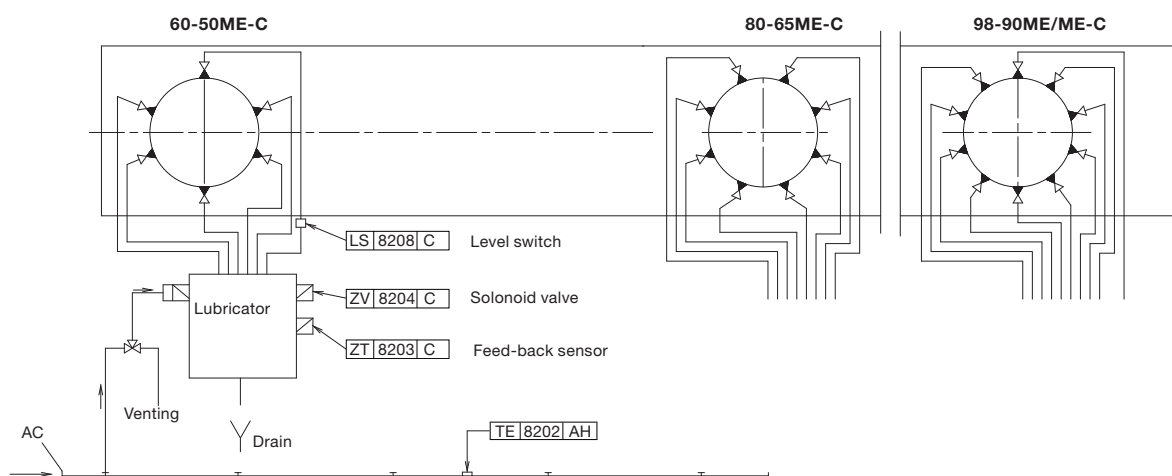 60-50ME-C
80-65ME-C
98-90ME/ME-C
LS 8208 C Level switch
Lubricator
ZV 8204 C Solonoid valve
ZT 8203 C Feed-back sensor
Venting
Drain
TE 8202 AH
AC